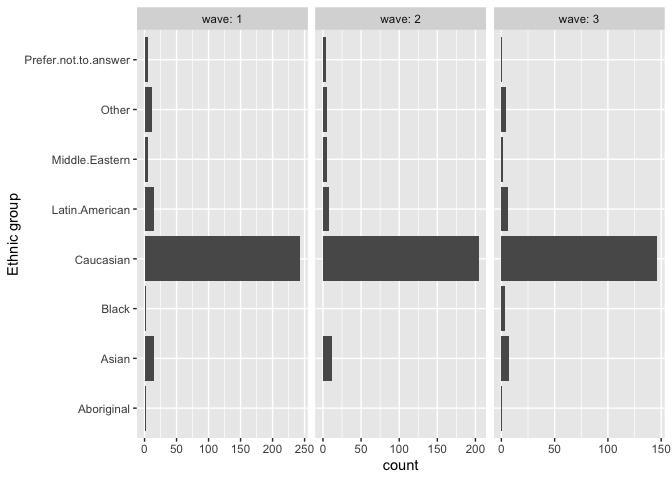 wave: 1 wave: 2 wave: 3
Prefer.not.to.answer
Other
Middle.Eastern
Latin.American
Caucasian
Black
Asian
Aboriginal
Ethnic group
0 50 100 150 200 250 0 50 100 150 200 0 50 100 150
count